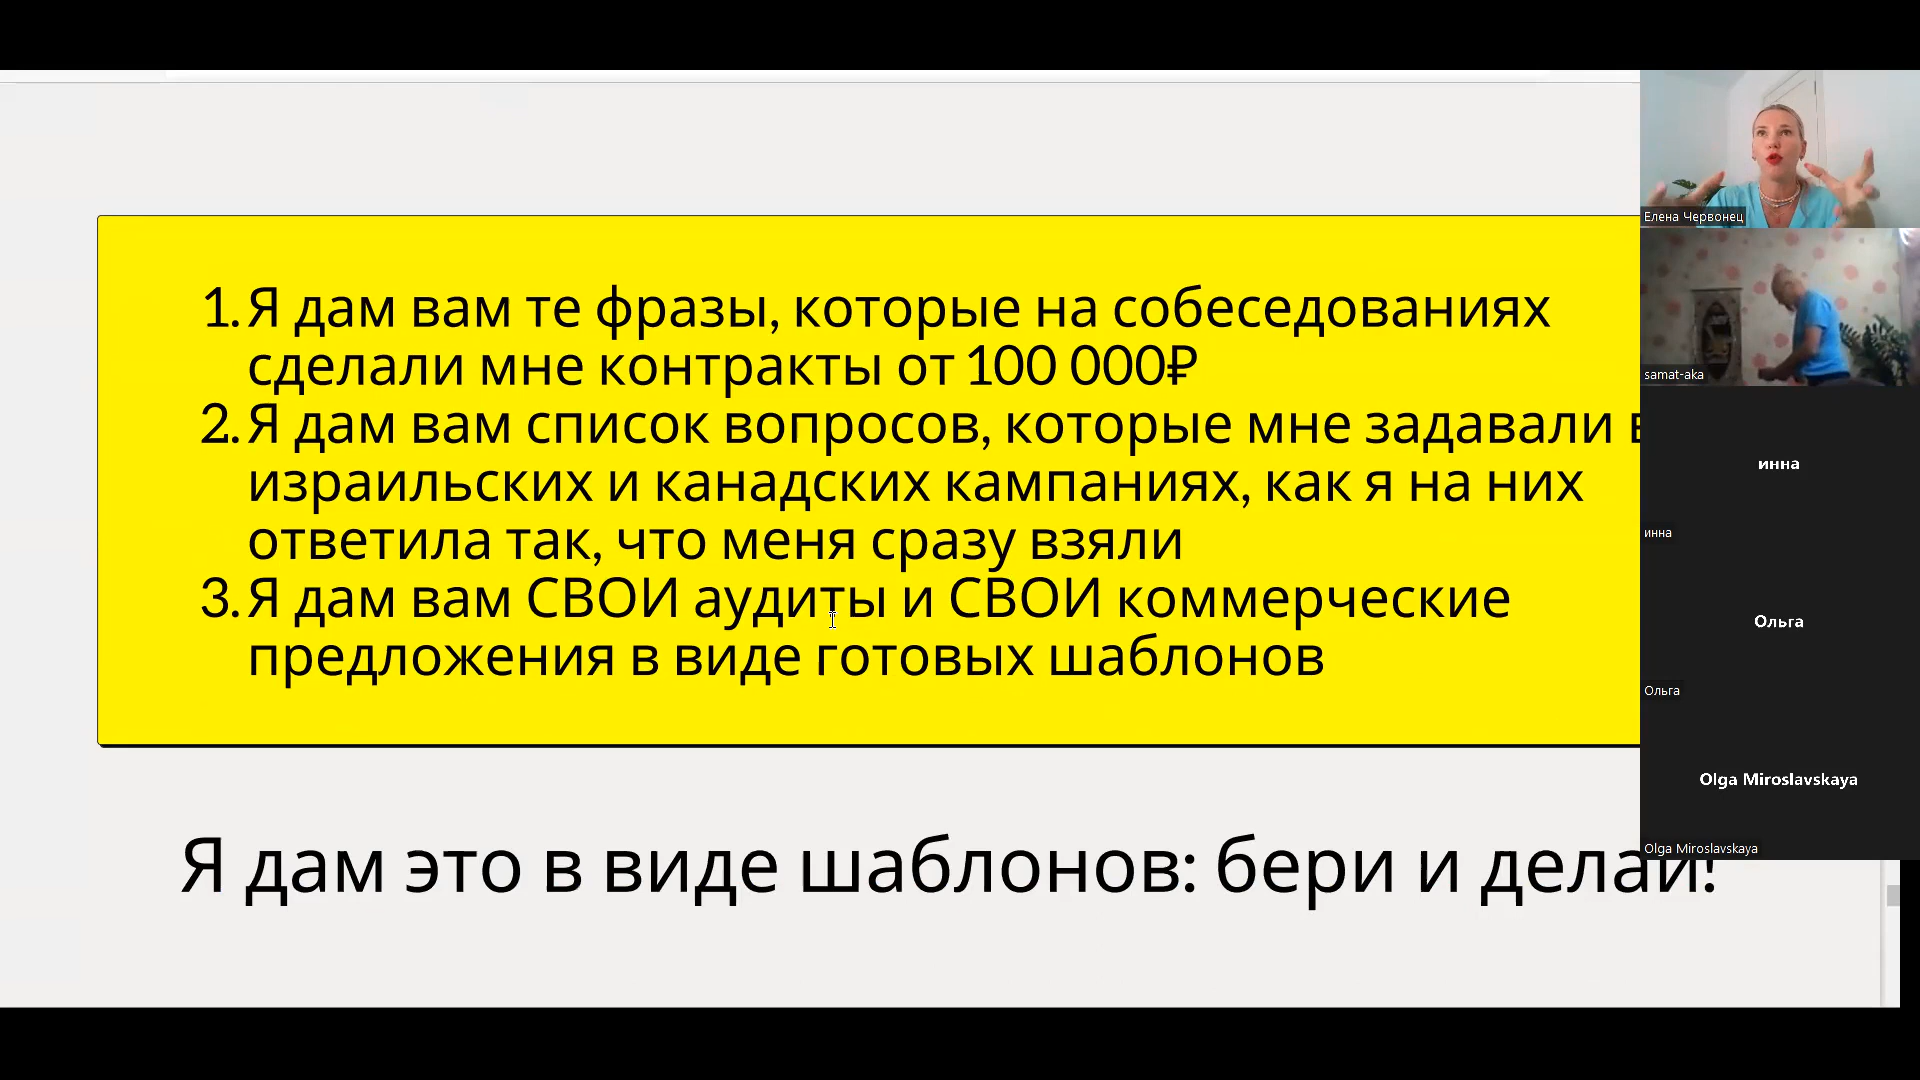 1. Я дам вам те фразы, которые на собеседованиях
сделали мне контракты от 100 000₽
2. Я дам вам список вопросов, которые мне задавали в
израильских и канадских кампаниях, как я на них
ответила так, что меня сразу взяли
3. Я дам вам СВОИ аудиты и СВОИ коммерческие
предложения в виде готовых шаблонов
Я дам это в виде шаблонов: бери и делай!
Елена Червонец
samat-aka
инна
инна
Ольга
Ольга
Olga Miroslavskaya
Olga Miroslavskaya